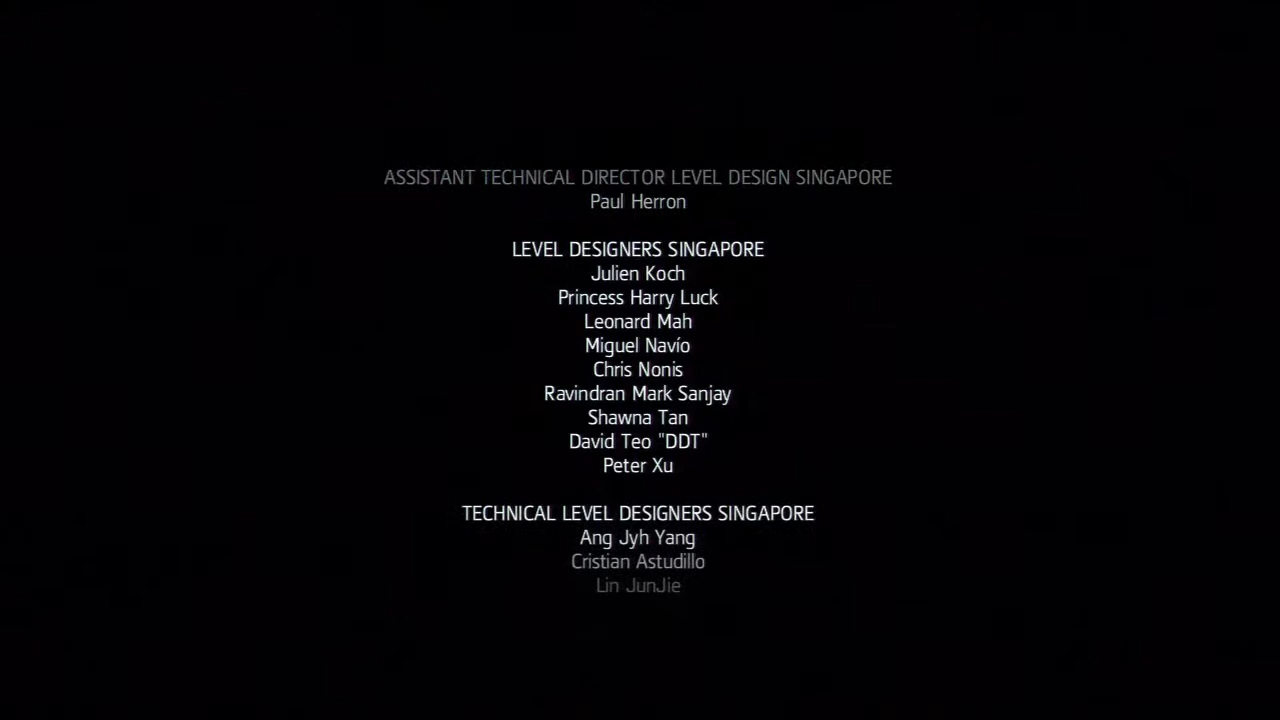 ASSISTANT TECHNICAL DIRECTOR LEVEL DESIGN SINGAPORE
Paul Herron
LEVEL DESIGNERS SINGAPORE
Julien Koch
Princess Harry Luck
Leonard Mah
Miguel Navío
Chris Nonis
Ravindran Mark Sanjay
Shawna Tan
David Teo "DDT"
Peter Xu
TECHNICAL LEVEL DESIGNERS SINGAPORE
Ang Jyh Yang
Cristian Astudillo
Lin JunJie